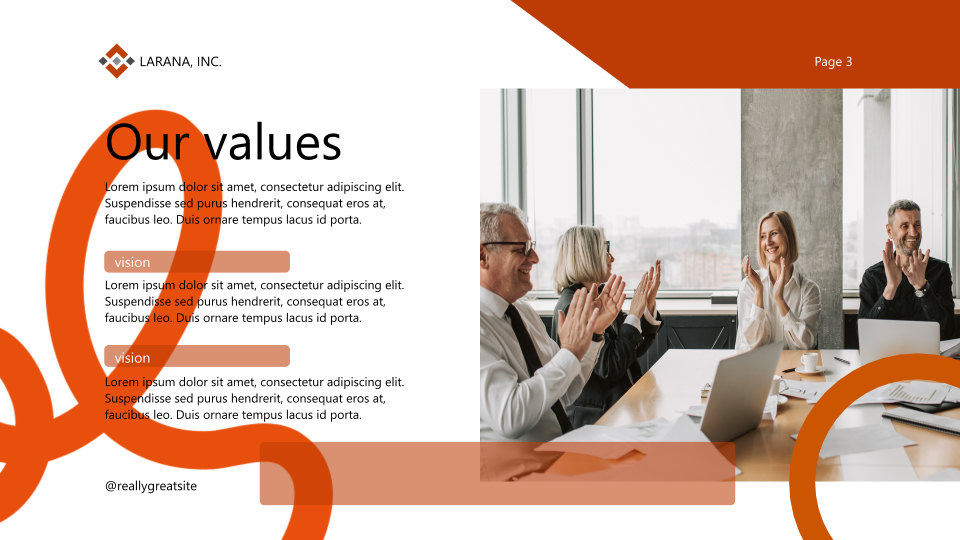 LARANA, INC.
Page 3
Our values
Lorem ipsum dolor sit amet, consectetur adipiscing elit.
Suspendisse sed purus hendrerit, consequat eros at,
faucibus leo. Duis ornare tempus lacus id porta.
vision
Lorem ipsum dolor sit amet, consectetur adipiscing elit.
Suspendisse sed purus hendrerit, consequat eros at,
faucibus leo. Duis ornare tempus lacus id porta.
vision
Lorem ipsum dolor sit amet, consectetur adipiscing elit.
Suspendisse sed purus hendrerit, consequat eros at,
faucibus leo. Duis ornare tempus lacus id porta.
@reallygreatsite